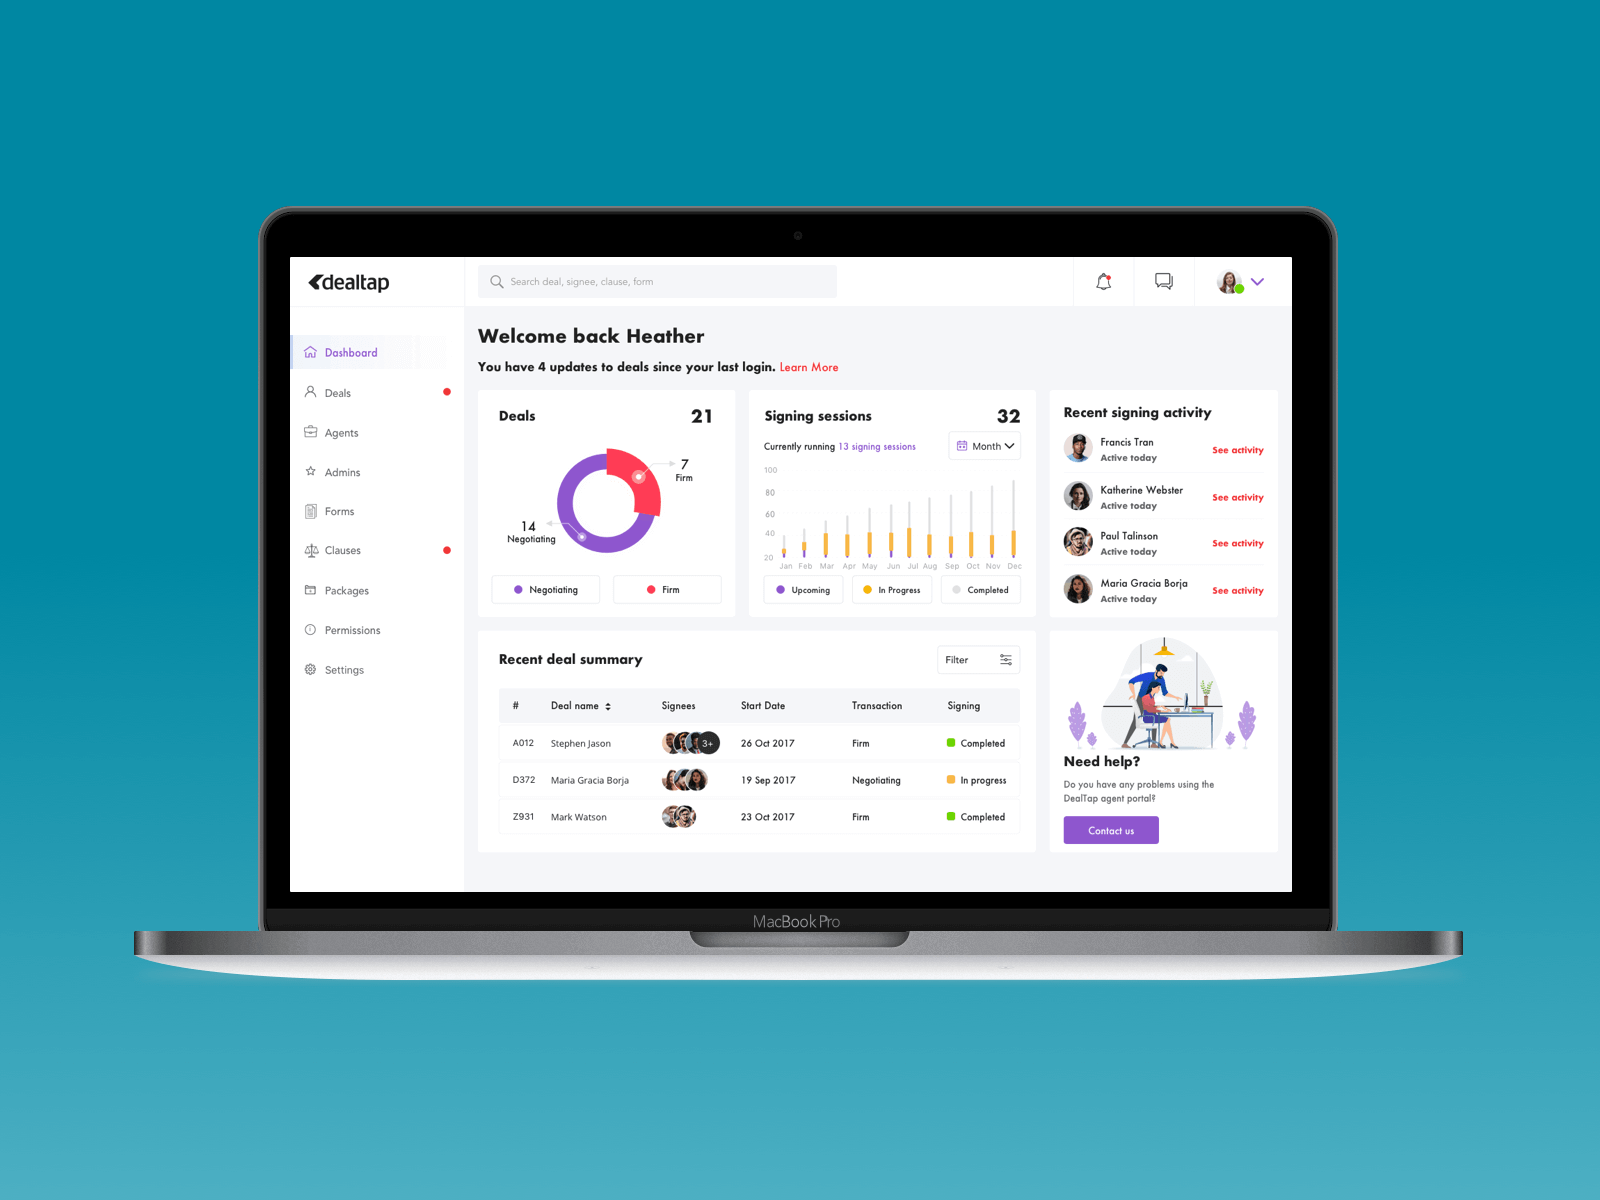 dealtap
Search deal, signee, clause, form
Dashboard
Deals
Agents
Admins
Forms
Clauses
Packages
Permissions
Settings
Welcome back Heather
You have 4 updates to deals since your last login. Learn More
Deals 21
7
Firm
14
Negotiating
Negotiating Firm
Signing sessions 32
Currently running 13 signing sessions Month
100
80
60
40
20
Jan Feb Mar Apr May Jun Jul Aug Sep Oct Nov Dec
Upcoming In Progress Completed
Recent signing activity
Francis Tran
Active today
See activity
Katherine Webster
Active today
See activity
Paul Talinson
Active today
See activity
Maria Gracia Borja
Active today
See activity
Recent deal summary Filter
# Deal name Signees Start Date Transaction Signing
A012 Stephen Jason 3+ 26 Oct 2017 Firm Completed
D372 Maria Gracia Borja 19 Sep 2017 Negotiating In progress
Z931 Mark Watson 23 Oct 2017 Firm Completed
Need help?
Do you have any problems using the
DealTap agent portal?
Contact us
MacBook Pro